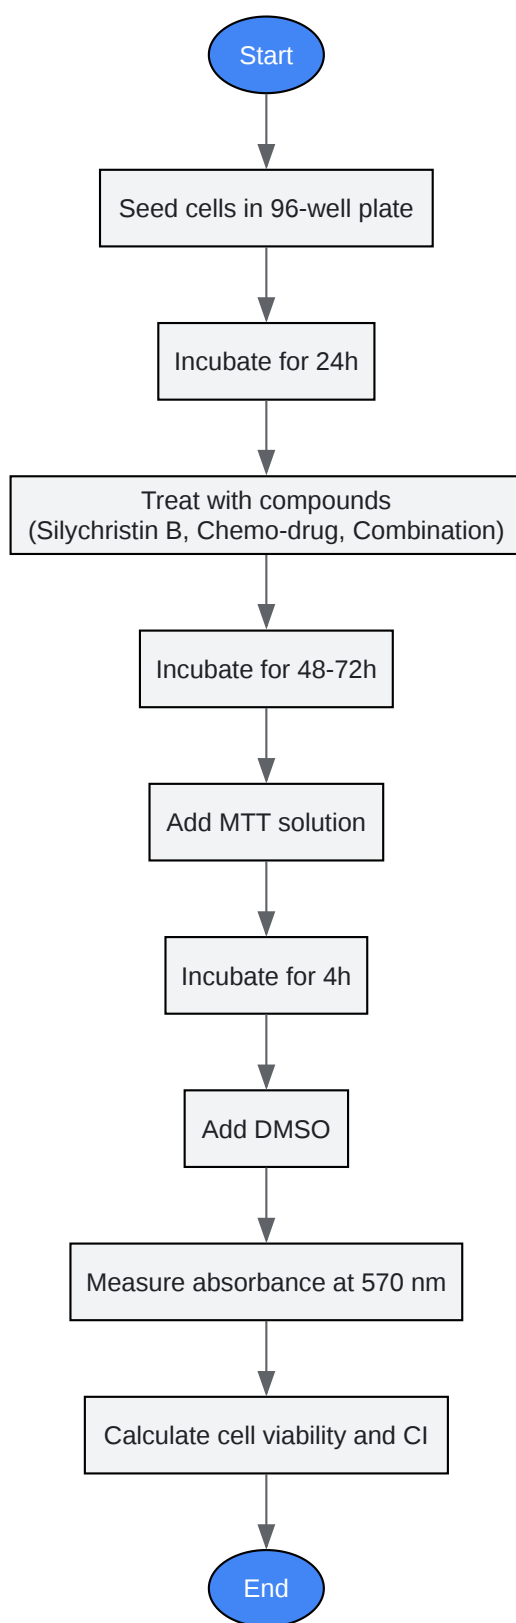 Start
Seed cells in 96-well plate
Incubate for 24h
Treat with compounds
(Silychristin B, Chemo-drug, Combination)
Incubate for 48-72h
Add MTT solution
Incubate for 4h
Add DMSO
Measure absorbance at 570 nm
Calculate cell viability and CI
End